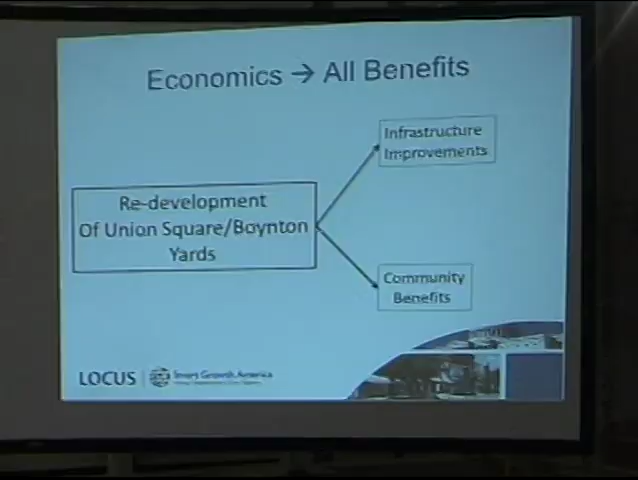 Economics → All Benefits
Infrastructure
Improvements
Re-development
Of Union Square/Boynton
Yards
Community
Benefits
LOCUS
Smart Growth America